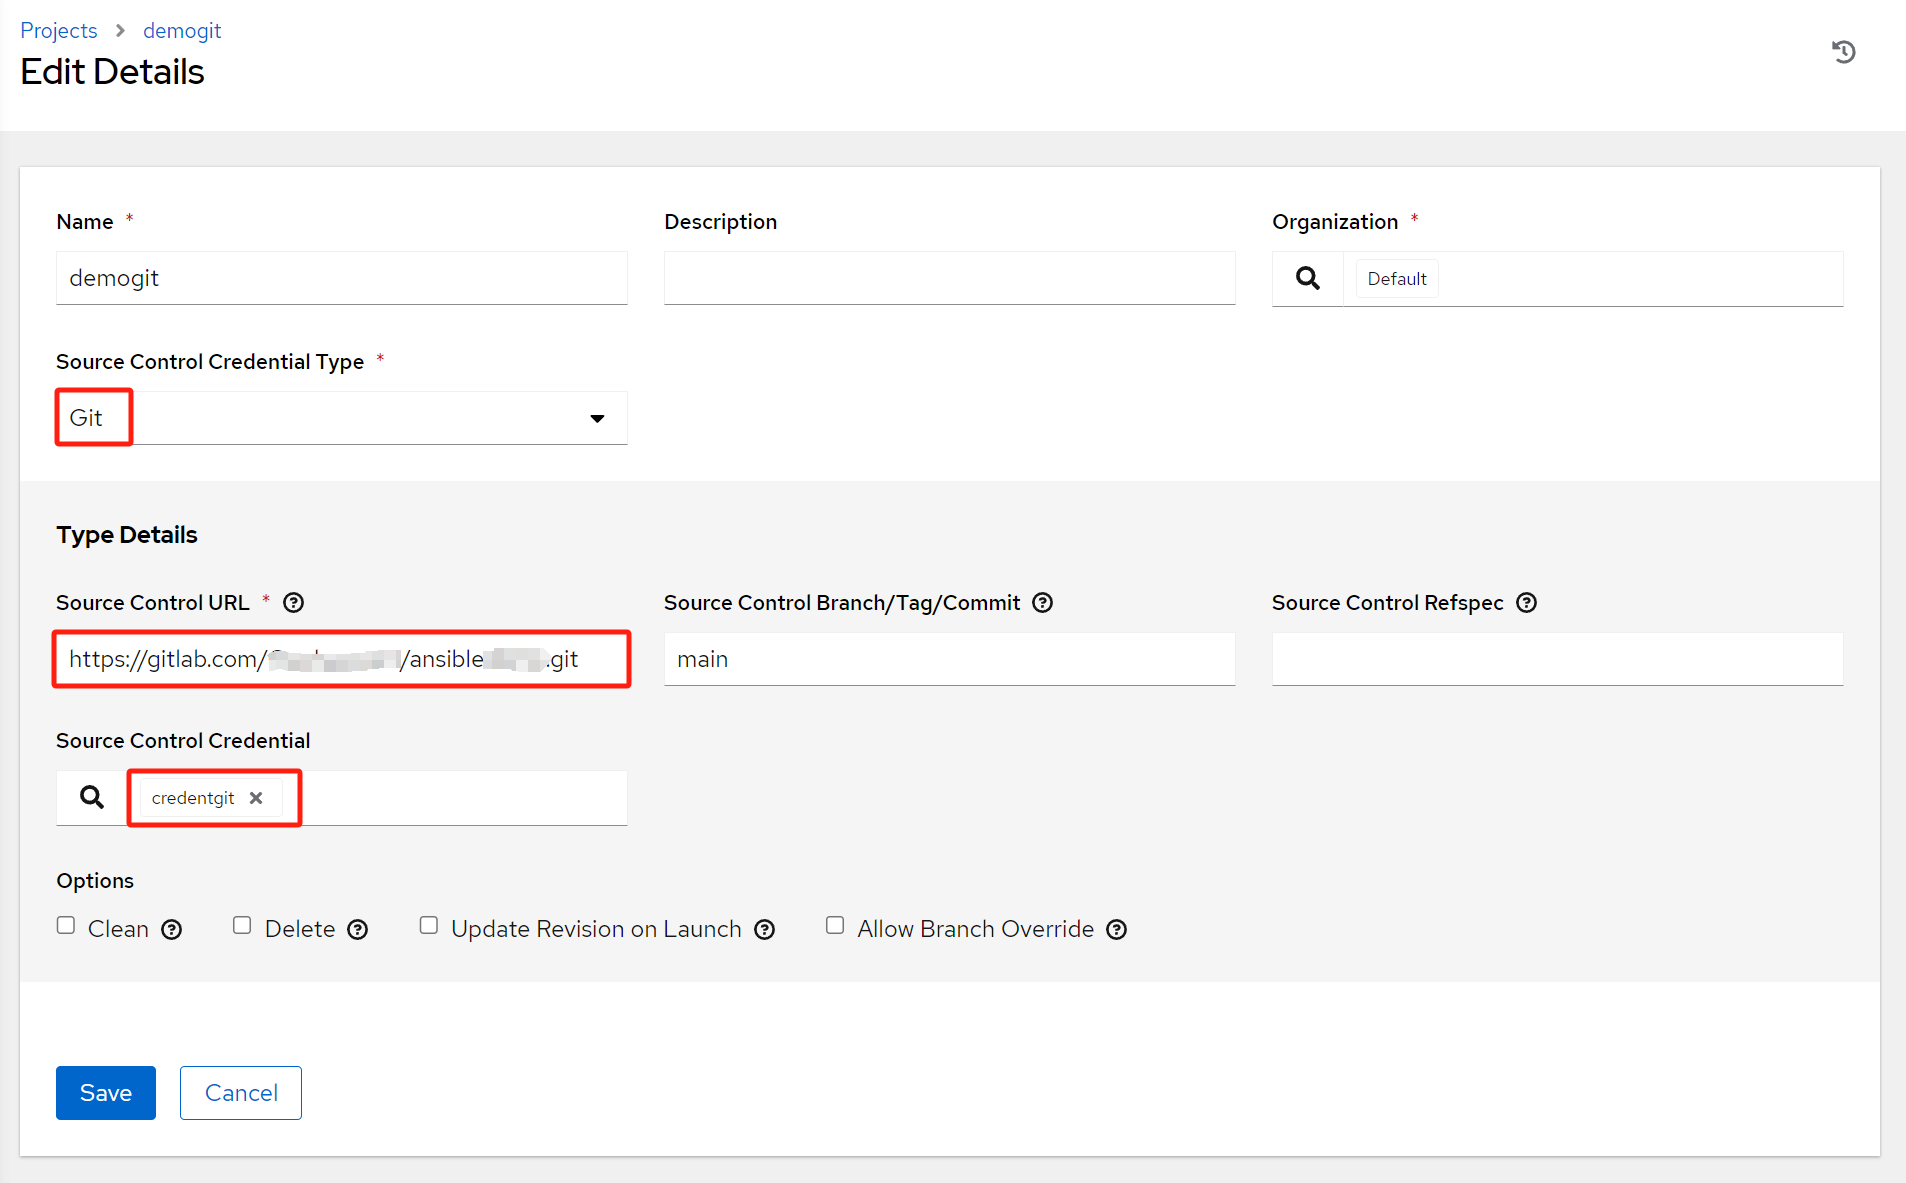 Projects > demogit
Edit Details
Name *
Description
Organization *
demogit
Default
Source Control Credential Type *
Git
Type Details
Source Control URL *
Source Control Branch/Tag/Commit
Source Control Refspec
https://gitlab.com/ /ansible .git
main
Source Control Credential
credentgit
Options
Clean
Delete
Update Revision on Launch
Allow Branch Override
Save
Cancel